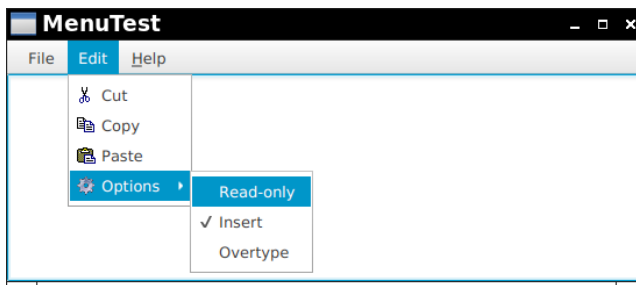 MenuTest
File Edit Help
Cut
Copy
Paste
Options
Read-only
Insert
Overtype